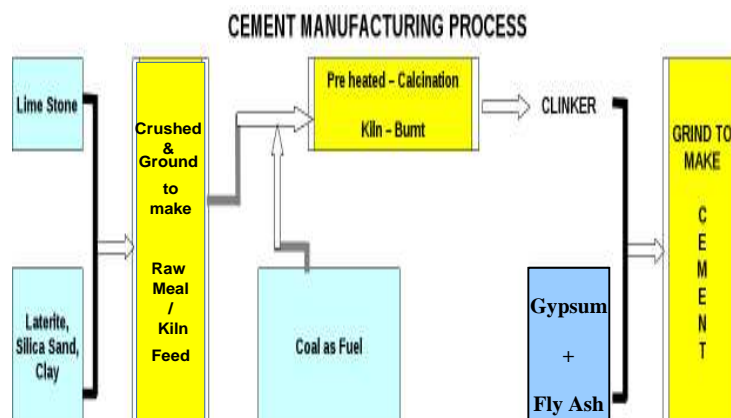 CEMENT MANUFACTURING PROCESS
Lime Stone
Laterite,
Silica Sand,
Clay
Crushed
&
Ground
to
make
Raw
Meal
/
Kiln
Feed
Pre heated – Calcination
Kiln – Burnt
Coal as Fuel
CLINKER
Gypsum
+
Fly Ash
GRIND TO
MAKE
C
E
M
E
N
T